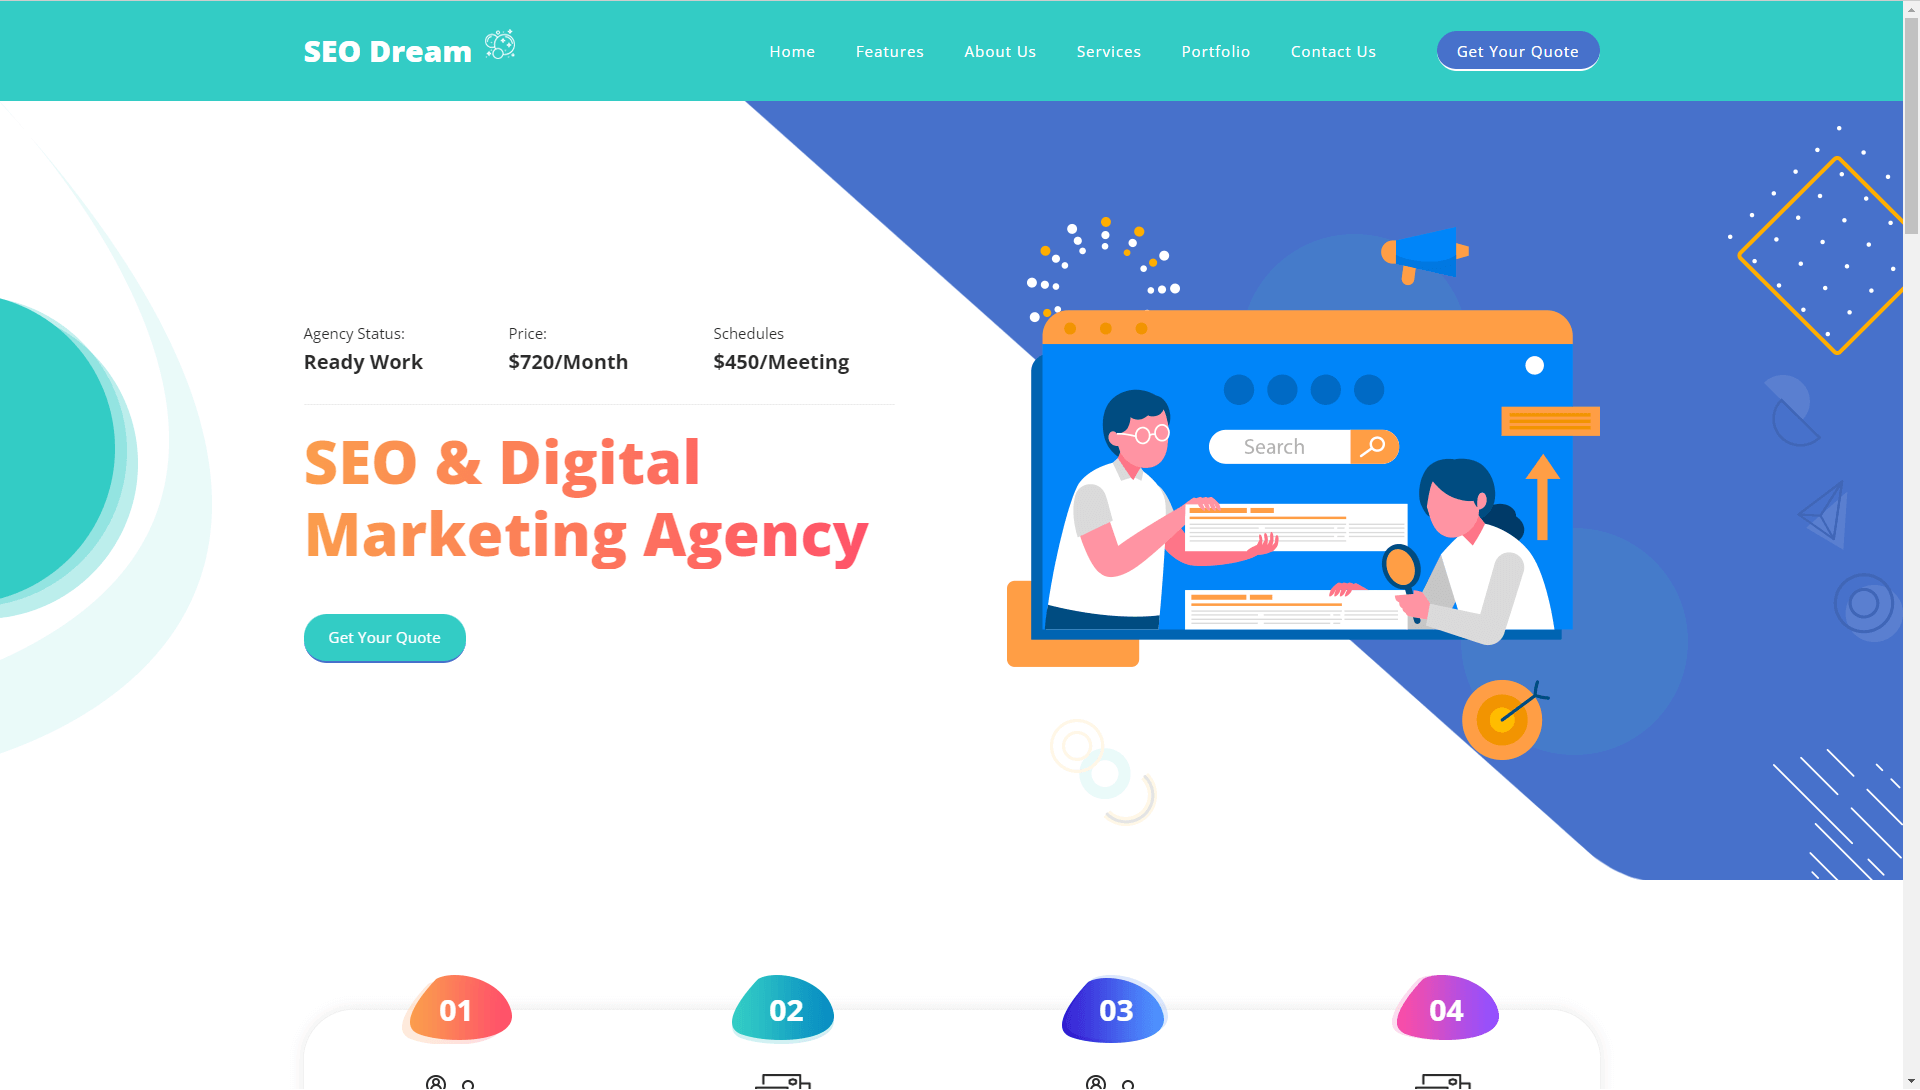 SEO Dream
Home Features About Us Services Portfolio Contact Us Get Your Quote
Agency Status: Price: Schedules
Ready Work $720/Month $450/Meeting
SEO & Digital
Marketing Agency
Get Your Quote
Search
01 02 03 04